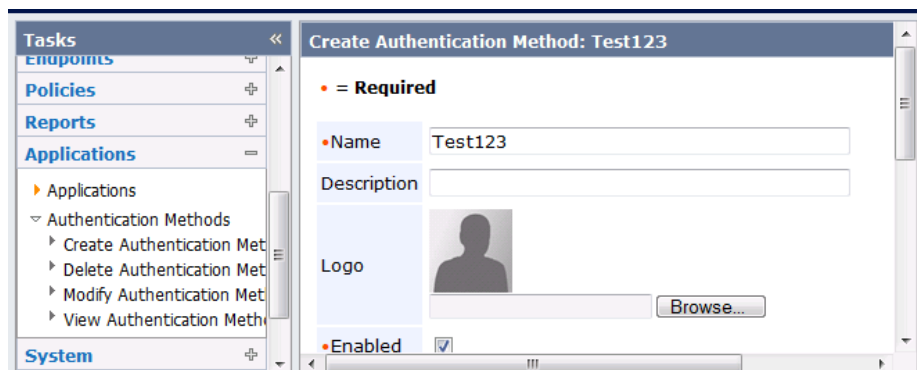 Tasks «
Endpoints
Policies
Reports
Applications
Applications
Authentication Methods
Create Authentication Met
Delete Authentication Met
Modify Authentication Met
View Authentication Meth
System
Create Authentication Method: Test123
• = Required
•Name Test123
Description
Logo
Browse...
•Enabled